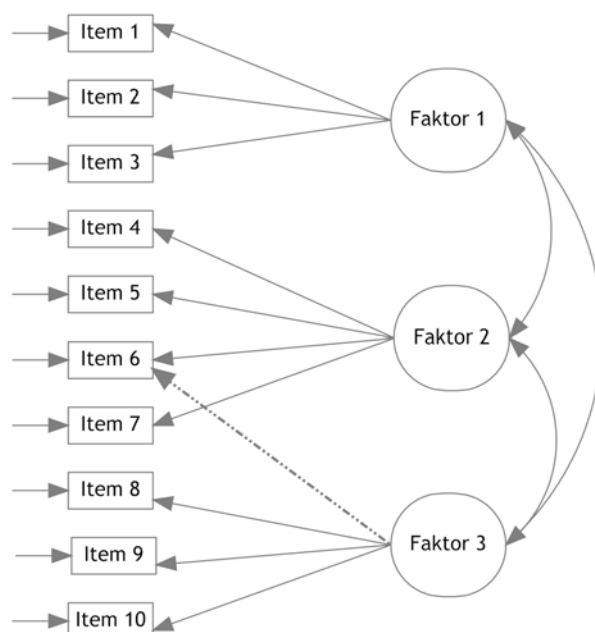 Item 1
Item 2
Item 3
Item 4
Item 5
Item 6
Item 7
Item 8
Item 9
Item 10
Faktor 1
Faktor 2
Faktor 3